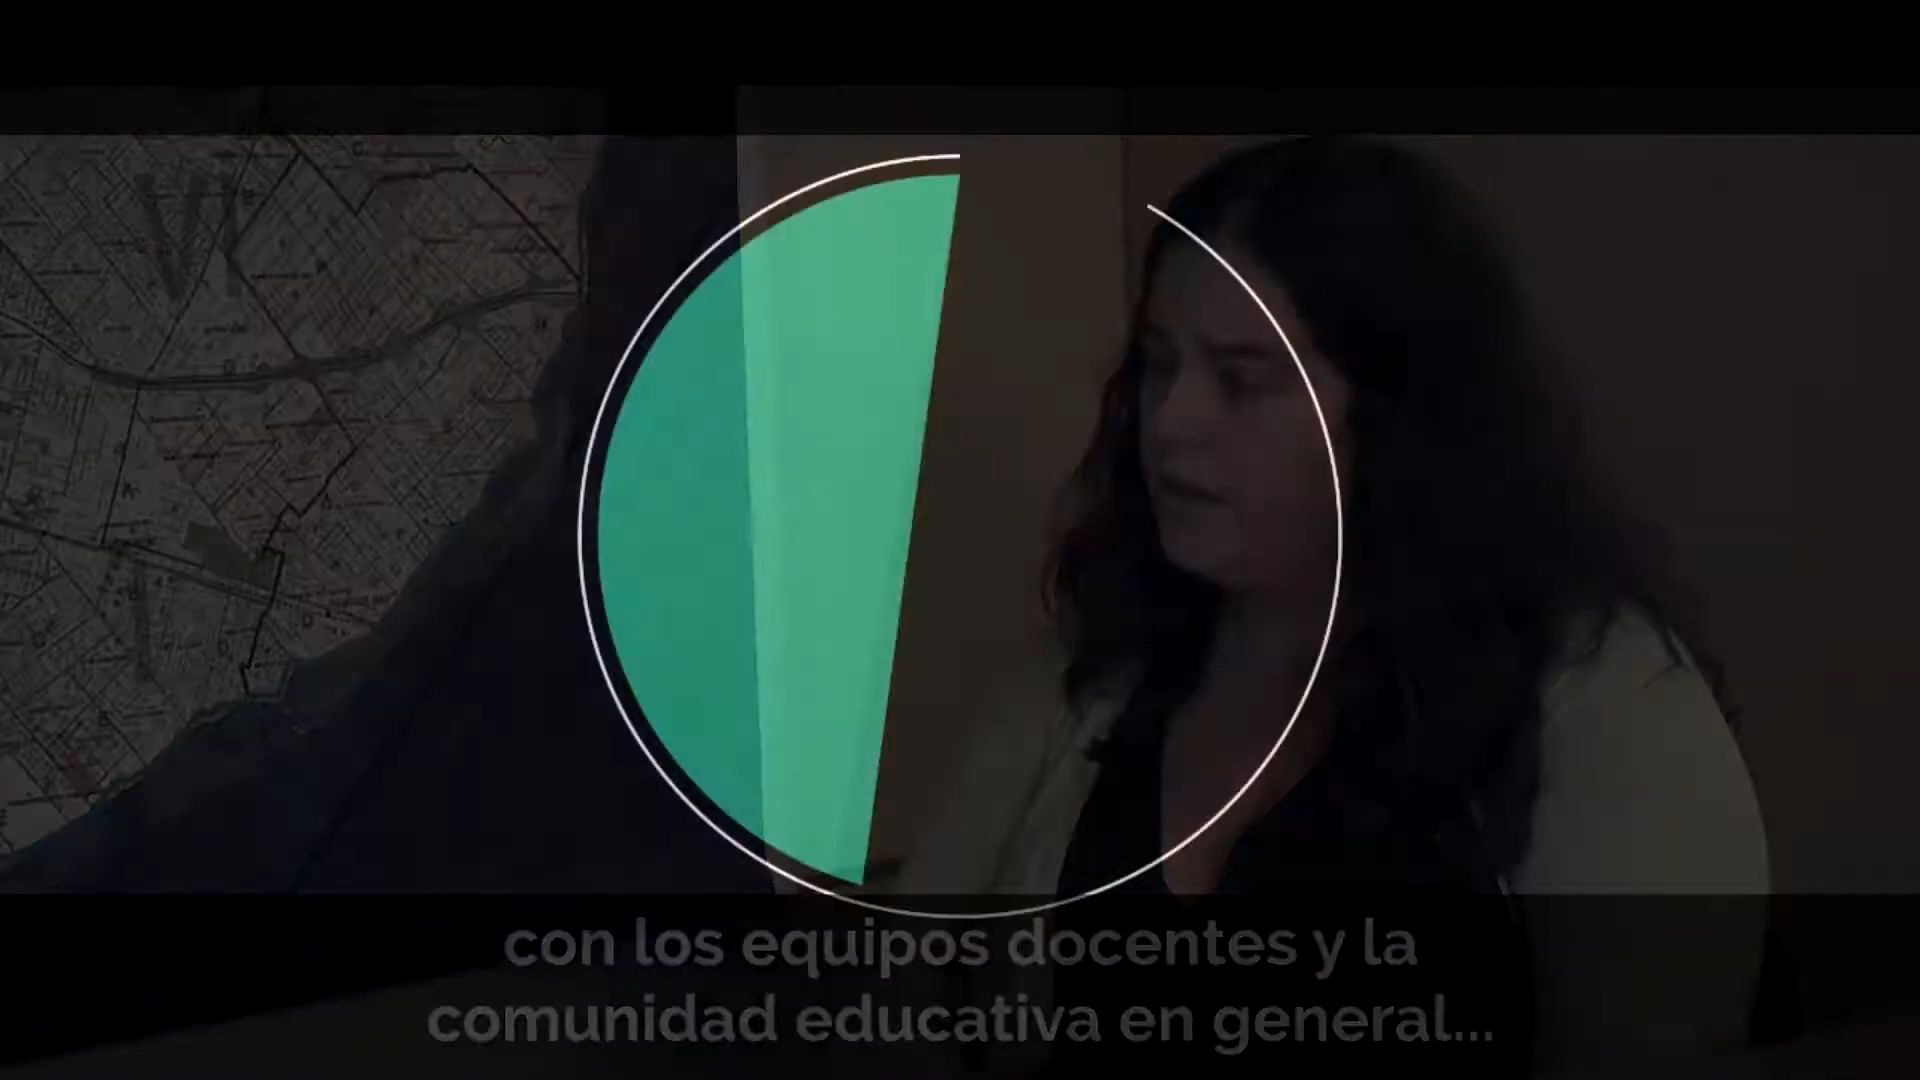 con los equipos docentes y la
comunidad educativa en general...